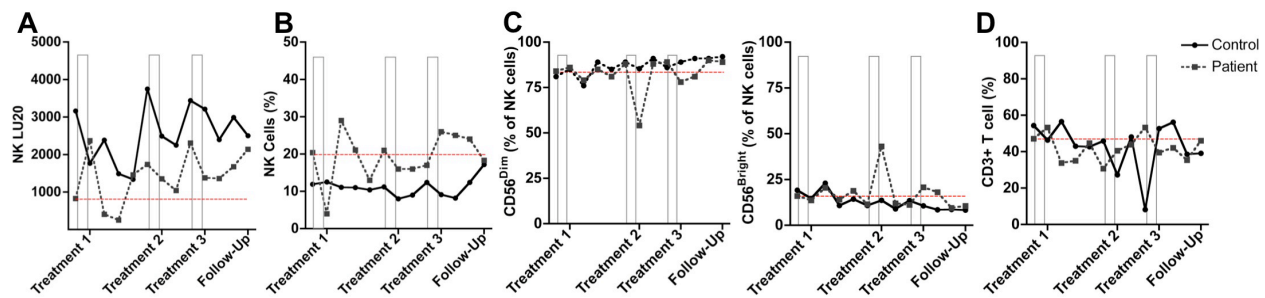 A
B
C
D
NK LU20
5000
4000
3000
2000
1000
Treatment 1
Treatment 2
Treatment 3
Follow-Up
NK Cells (%)
50
40
30
20
10
0
Treatment 1
Treatment 2
Treatment 3
Follow-Up
CD56Dim (% of NK cells)
100
75
50
25
0
Treatment 1
Treatment 2
Treatment 3
Follow-Up
CD56Bright (% of NK cells)
100
75
50
25
0
Treatment 1
Treatment 2
Treatment 3
Follow-Up
CD3+ T cell (%)
100
80
60
40
20
0
Treatment 1
Treatment 2
Treatment 3
Follow-Up
Control
Patient